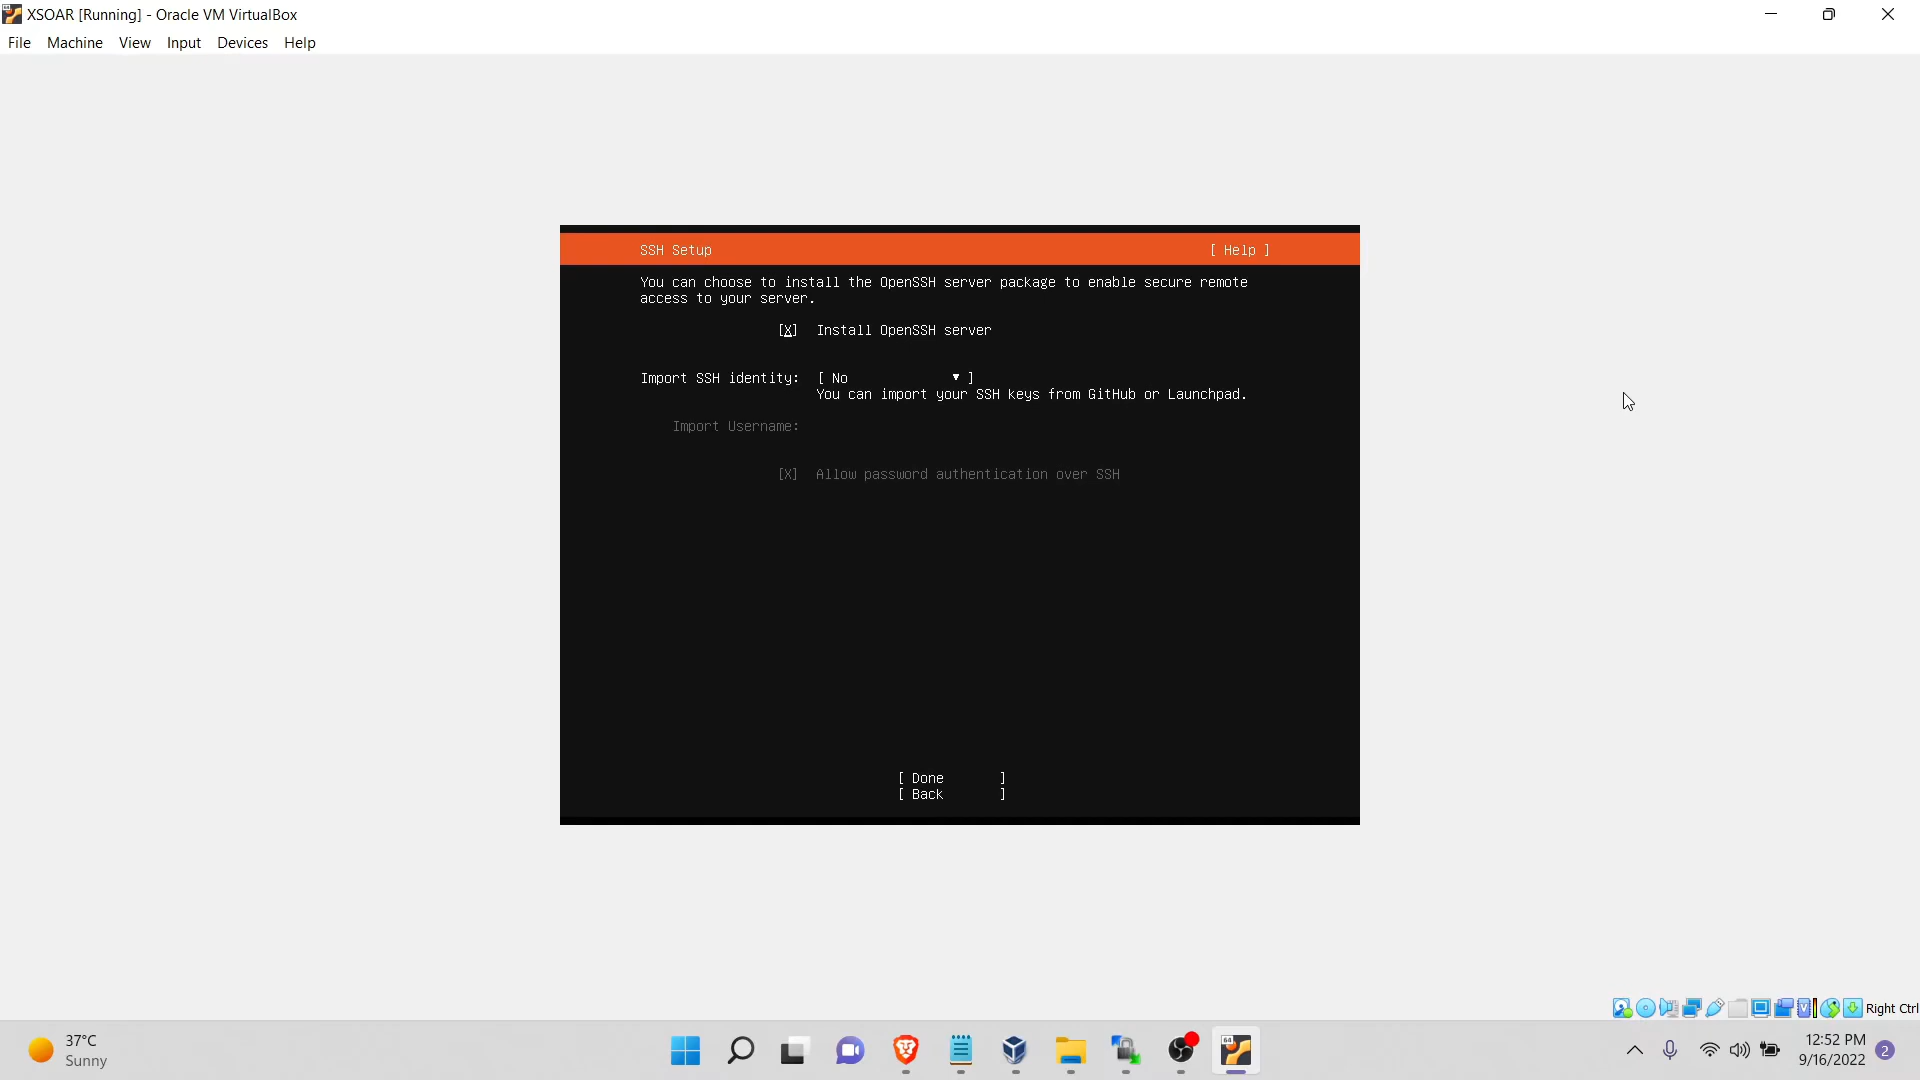 XSOAR [Running] - Oracle VM VirtualBox
File Machine View Input Devices Help
SSH Setup [ Help ]
You can choose to install the OpenSSH server package to enable secure remote
access to your server.
[X] Install OpenSSH server
Import SSH identity: [ No ▾ ]
You can import your SSH keys from GitHub or Launchpad.
Import Username:
[X] Allow password authentication over SSH
[ Done ]
[ Back ]
Right Ctrl
37°C
Sunny
64
12:52 PM
9/16/2022
2